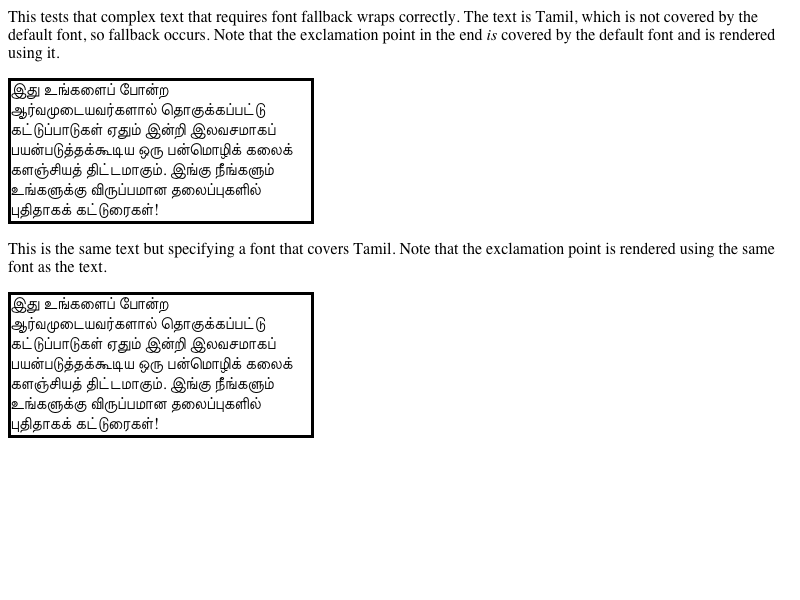 This tests that complex text that requires font fallback wraps correctly. The text is Tamil, which is not covered by the
default font, so fallback occurs. Note that the exclamation point in the end is covered by the default font and is rendered
using it.
இது உங்களைப் போன்ற
ஆர்வமுடையவர்களால் தொகுக்கப்பட்டு
கட்டுப்பாடுகள் ஏதும் இன்றி இலவசமாகப்
பயன்படுத்தக்கூடிய ஒரு பன்மொழிக் கலைக்
களஞ்சியத் திட்டமாகும். இங்கு நீங்களும்
உங்களுக்கு விருப்பமான தலைப்புகளில்
புதிதாகக் கட்டுரைகள்!
This is the same text but specifying a font that covers Tamil. Note that the exclamation point is rendered using the same
font as the text.
இது உங்களைப் போன்ற
ஆர்வமுடையவர்களால் தொகுக்கப்பட்டு
கட்டுப்பாடுகள் ஏதும் இன்றி இலவசமாகப்
பயன்படுத்தக்கூடிய ஒரு பன்மொழிக் கலைக்
களஞ்சியத் திட்டமாகும். இங்கு நீங்களும்
உங்களுக்கு விருப்பமான தலைப்புகளில்
புதிதாகக் கட்டுரைகள்!